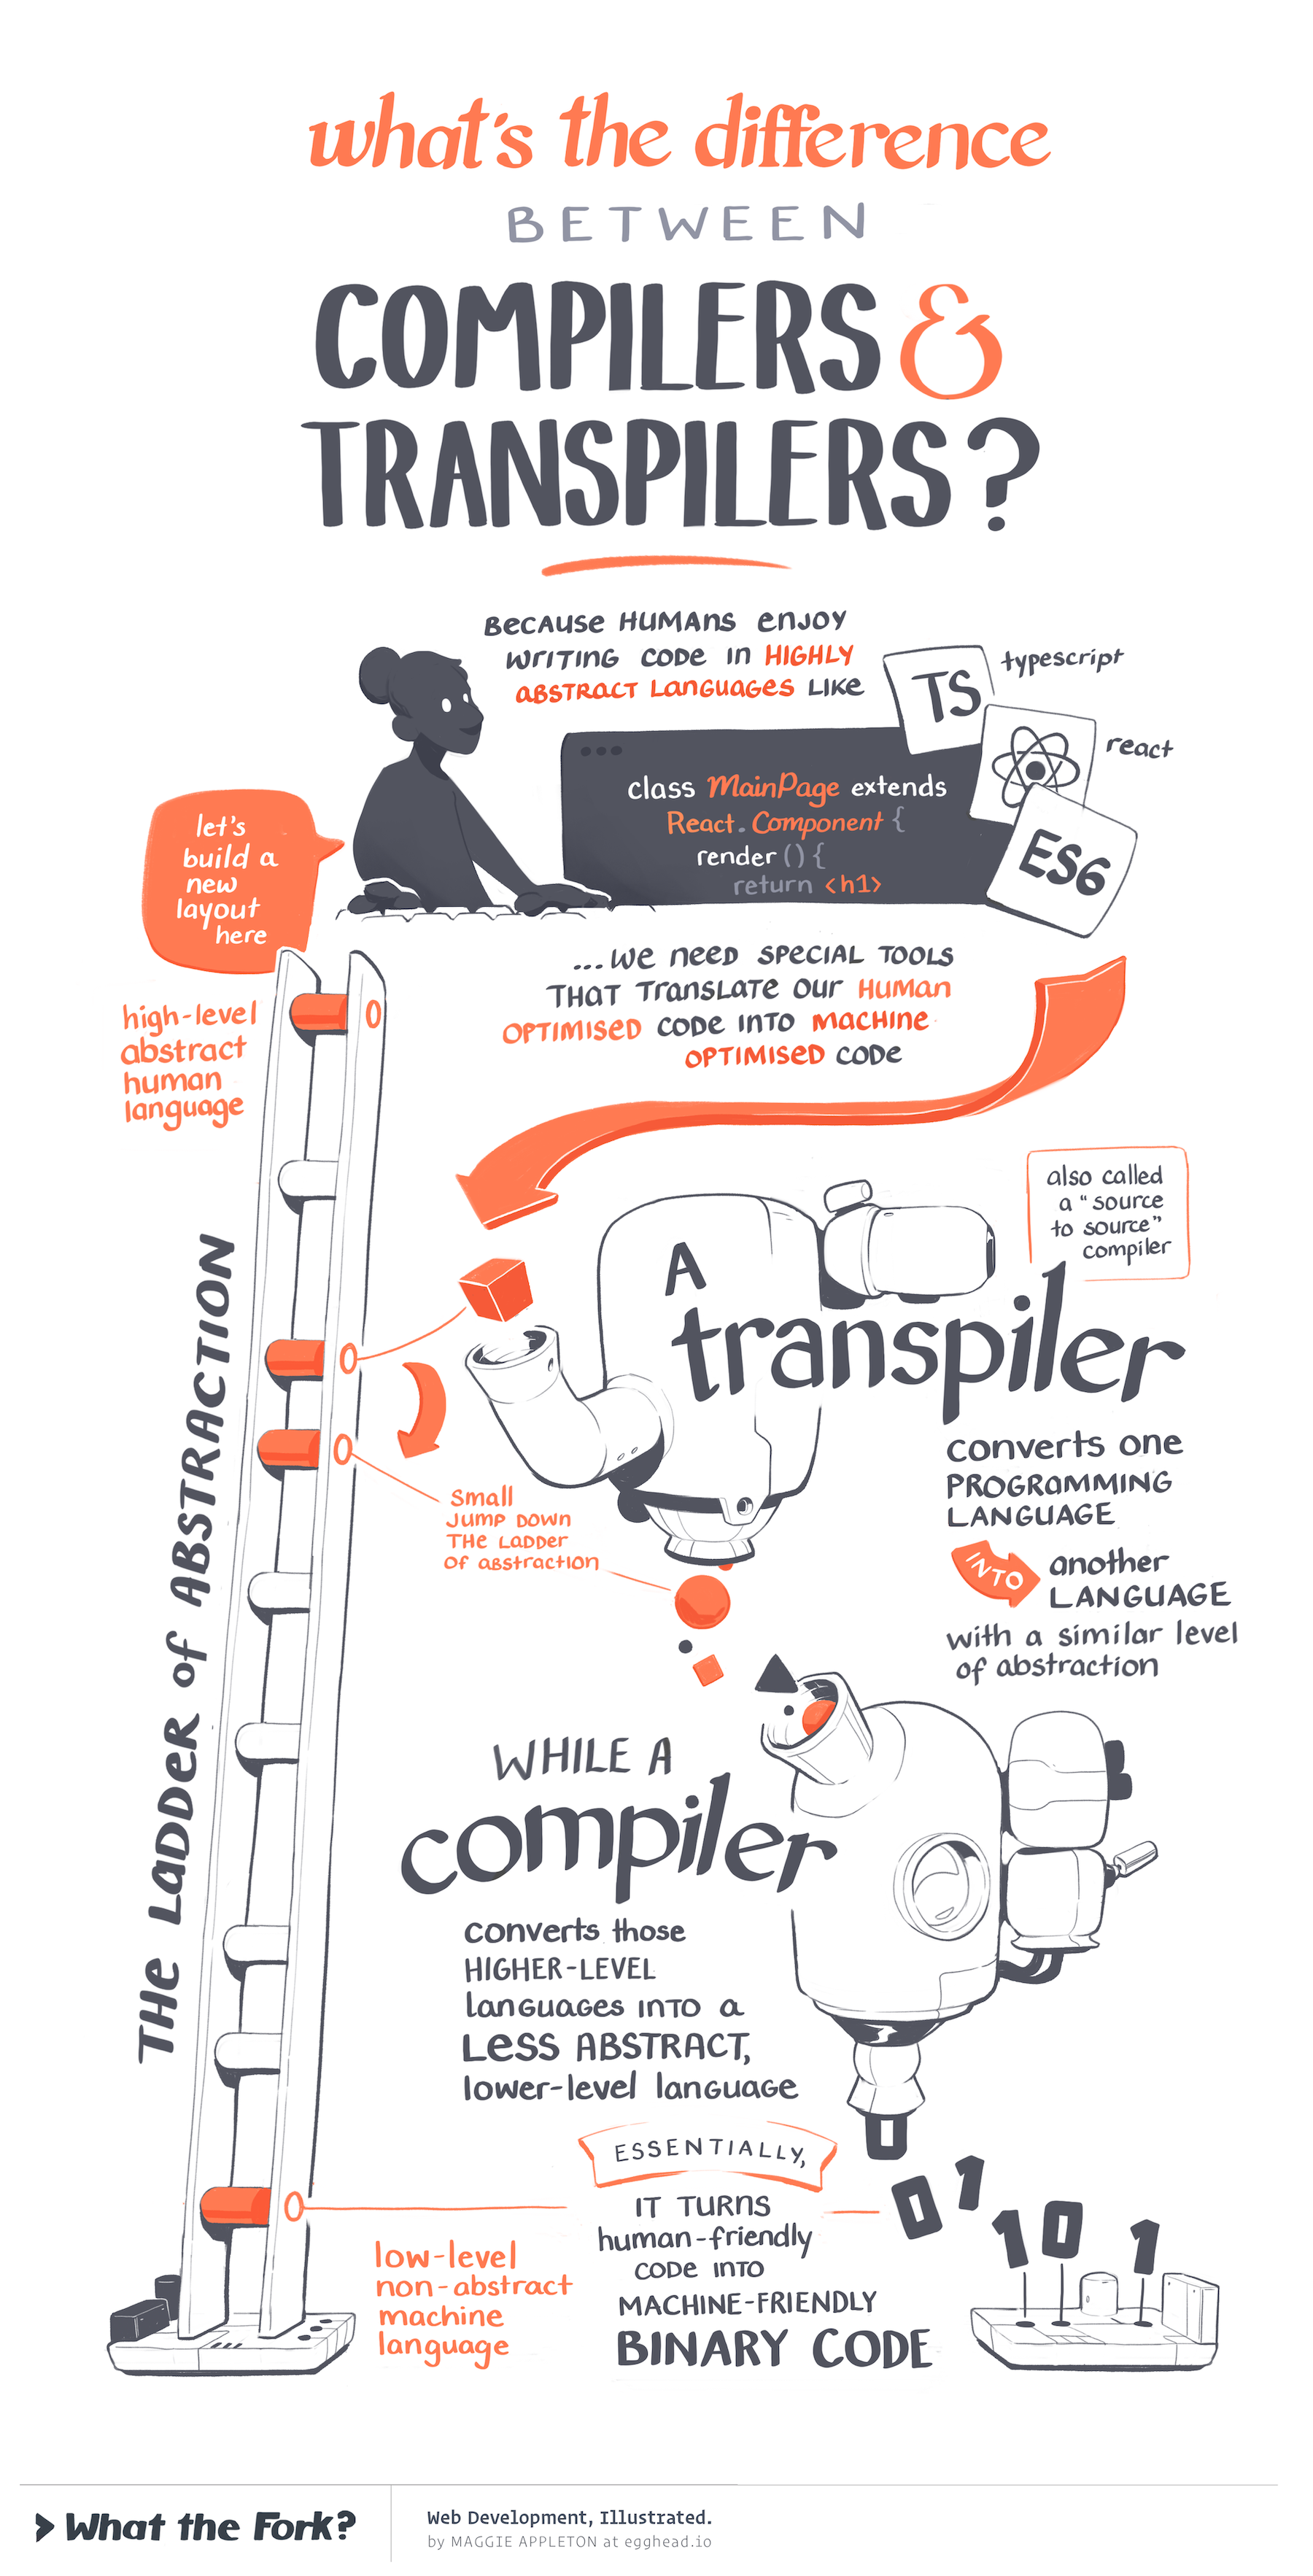 what's the difference
BETWEEN
COMPILERS &
TRANSPILERS?
BECAUSE HUMANS ENJOY
WRITING CODE IN HIGHLY
ABSTRACT LANGUAGES LIKE
TS
typescript
react
ES6
class MainPage extends
React.Component {
render () {
return <h1>
let's
build a
new
layout
here
...WE NEED SPECIAL TOOLS
THAT TRANSLATE OUR HUMAN
OPTIMISED CODE INTO MACHINE
OPTIMISED CODE
high-level
abstract
human
language
THE LADDER of ABSTRACTION
also called
a "source
to source"
compiler
A
transpiler
converts one
PROGRAMMING
LANGUAGE
INTO
another
LANGUAGE
with a similar level
of abstraction
Small
JUMP DOWN
THE LADDER
OF ABSTRACTION
WHILE A
compiler
converts those
HIGHER-LEVEL
languages INTO a
Less ABSTRACT,
lower-level language
ESSENTIALLY,
IT TURNS
human-friendly
CODE INTO
MACHINE-FRIENDLY
BINARY CODE
0
0 1
1 0 1
low-level
non-abstract
machine
language
What the Fork?
Web Development, Illustrated.
by MAGGIE APPLETON at egghead.io